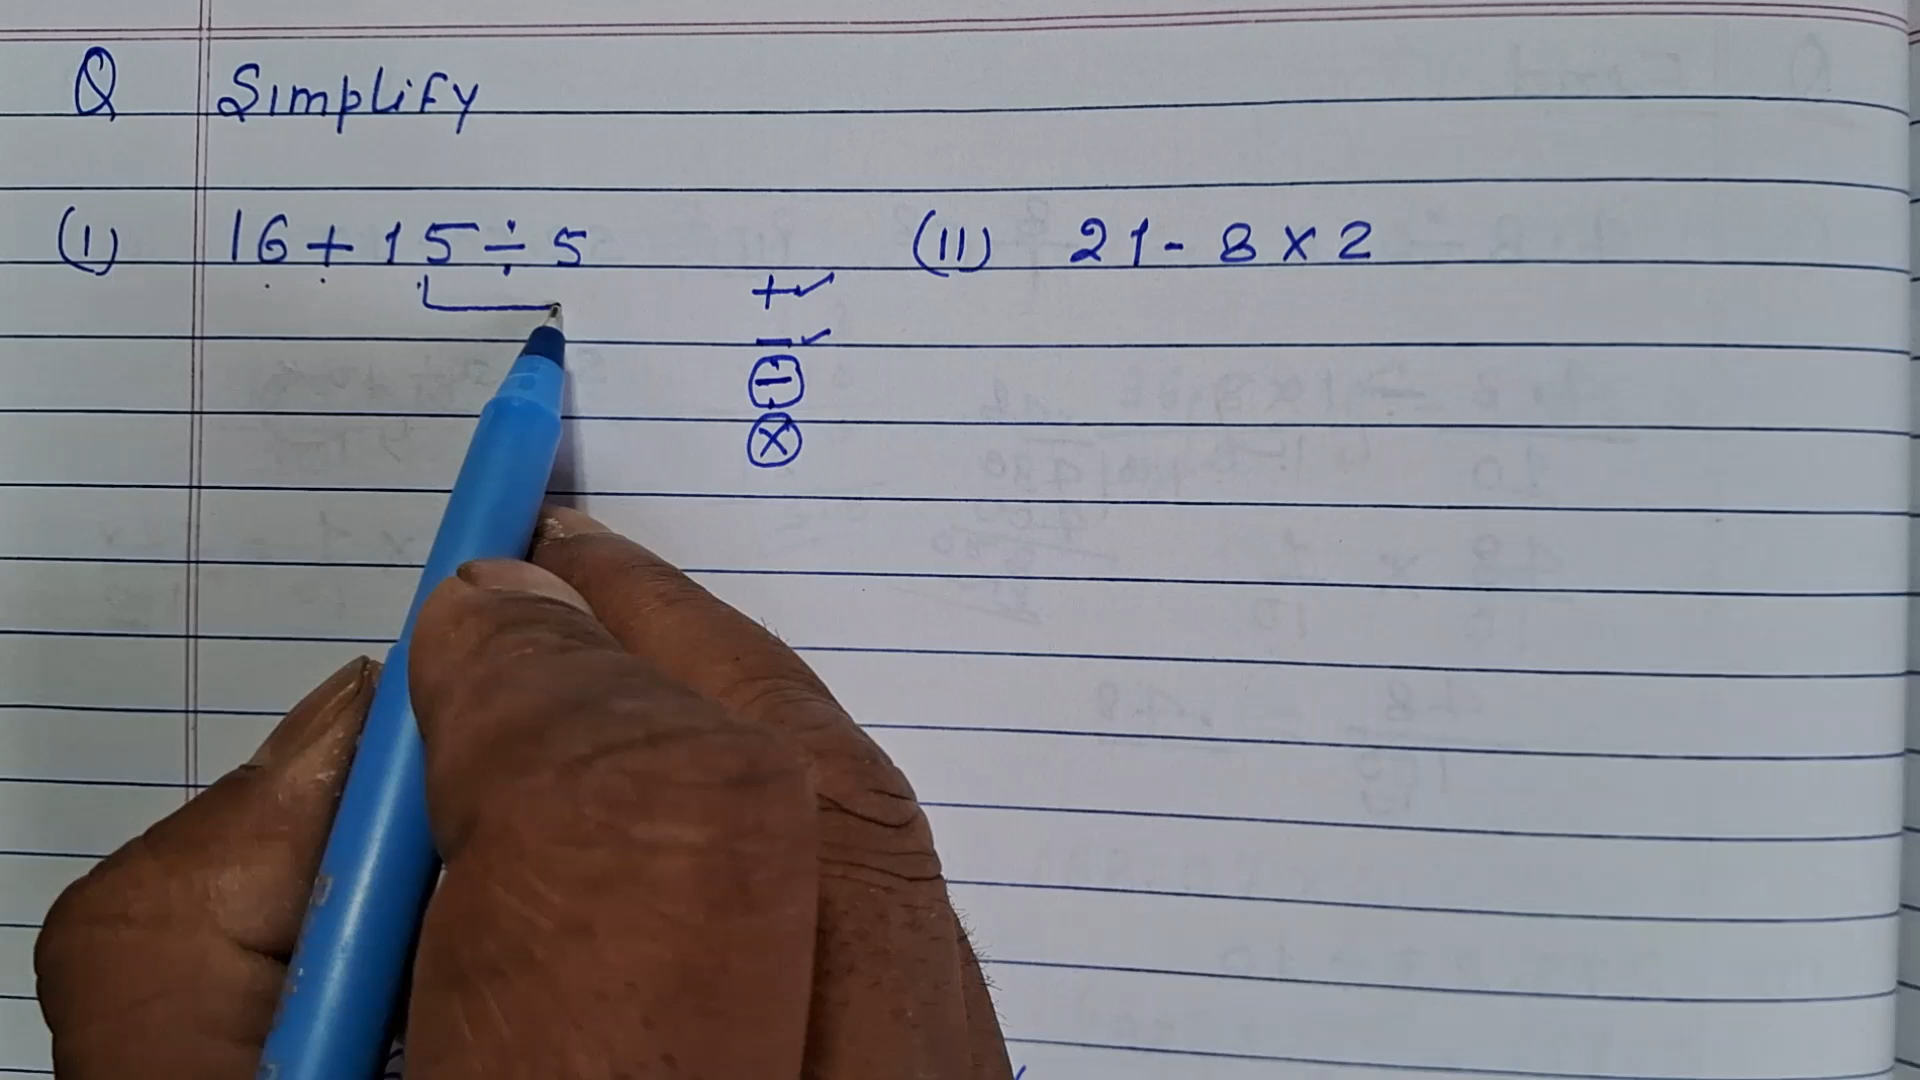 Q Simplify
(I) 16 + 15 ÷ 5 (II) 21 - 8 × 2
+ ✓
- ✓
÷
×